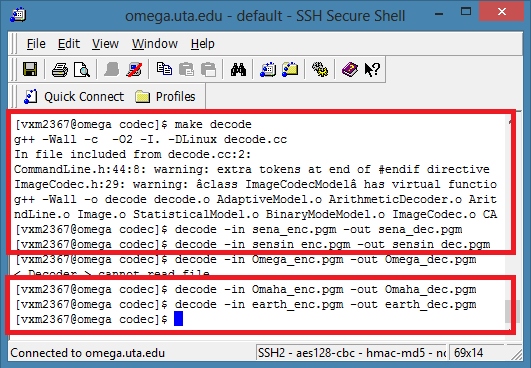 omega.uta.edu - default - SSH Secure Shell
File Edit View Window Help
Quick Connect Profiles
[vxm2367@omega codec]$ make decode
g++ -Wall -c  -O2 -I. -DLinux decode.cc
In file included from decode.cc:2:
CommandLine.h:44:8: warning: extra tokens at end of #endif directive
ImageCodec.h:29: warning: âclass ImageCodecModelâ has virtual functio
g++ -Wall -o decode decode.o AdaptiveModel.o ArithmeticDecoder.o Arit
ndLine.o Image.o StatisticalModel.o BinaryModeModel.o ImageCodec.o CA
[vxm2367@omega codec]$ decode -in sena_enc.pgm -out sena_dec.pgm
[vxm2367@omega codec]$ decode -in sensin_enc.pgm -out sensin_dec.pgm
[vxm2367@omega codec]$ decode -in Omega_enc.pgm -out Omega_dec.pgm
< Decoder > cannot read file
[vxm2367@omega codec]$ decode -in Omaha_enc.pgm -out Omaha_dec.pgm
[vxm2367@omega codec]$ decode -in earth_enc.pgm -out earth_dec.pgm
[vxm2367@omega codec]$
Connected to omega.uta.edu SSH2 - aes128-cbc - hmac-md5 - 69x14